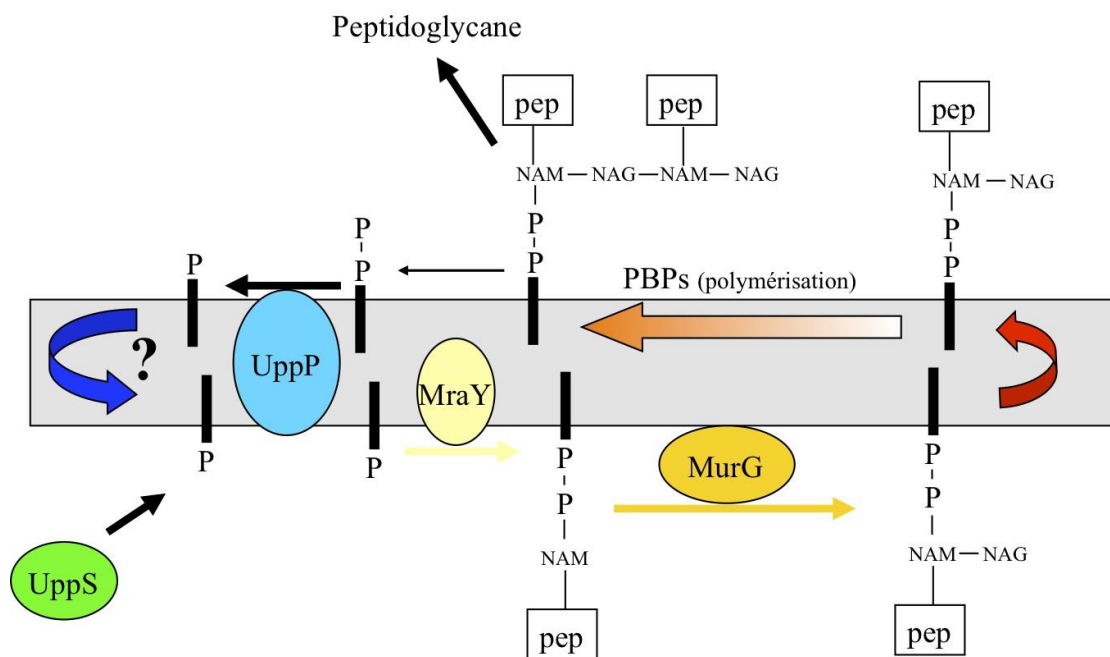 Peptidoglycane
pep
pep
pep
NAM — NAG — NAM — NAG
NAM — NAG
P
P
P
P
P
P
P
PBPs (polymérisation)
?
UppP
MraY
P
P
P
P
P
P
MurG
UppS
NAM
NAM — NAG
pep
pep